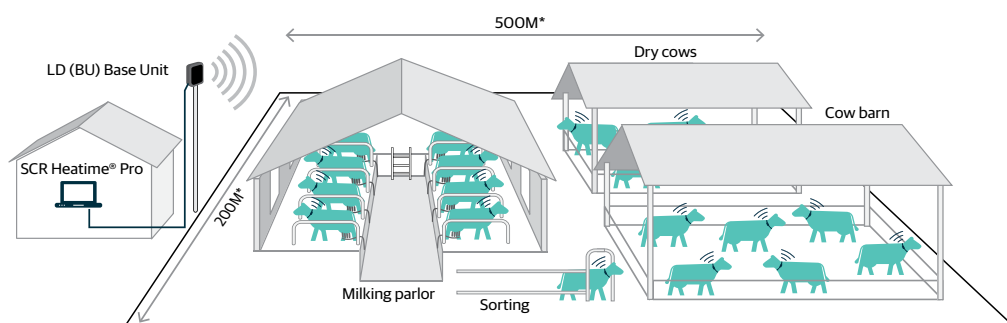 500M*
LD (BU) Base Unit
Dry cows
Cow barn
SCR Heatime® Pro
200M*
Milking parlor
Sorting